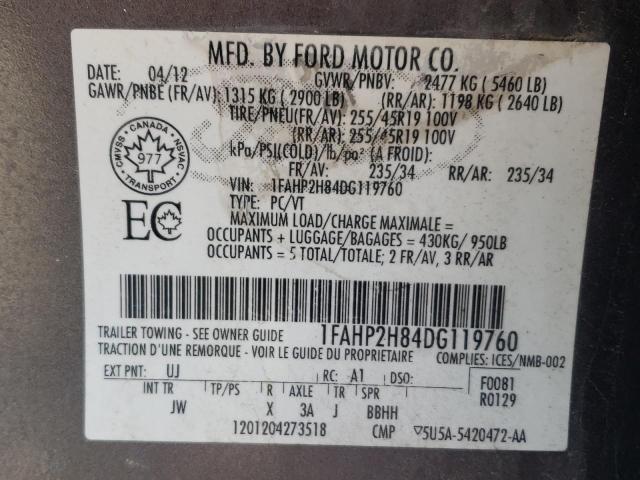 MFD. BY FORD MOTOR CO.
DATE: 04/12 GVWR/PNBV: 2477 KG ( 5460 LB)
GAWR/PNBE (FR/AV): 1315 KG ( 2900 LB) (RR/AR): 1198 KG ( 2640 LB)
TIRE/PNEU(FR/AV): 255/45R19 100V
(RR/AR): 255/45R19 100V
kPa/PSI(COLD)/lb/po² (A FROID):
FR/AV: 235/34 RR/AR: 235/34
VIN: 1FAHP2H84DG119760
TYPE: PC/VT
MAXIMUM LOAD/CHARGE MAXIMALE =
OCCUPANTS + LUGGAGE/BAGAGES = 430KG/ 950LB
OCCUPANTS = 5 TOTAL/TOTALE; 2 FR/AV, 3 RR/AR
CANADA
CMVSS NSVAC
977
TRANSPORT
EC
TRAILER TOWING - SEE OWNER GUIDE 1FAHP2H84DG119760
TRACTION D'UNE REMORQUE - VOIR LE GUIDE DU PROPRIETAIRE COMPLIES: ICES/NMB-002
EXT PNT: UJ RC: A1 DSO: F0081
INT TR TP/PS R AXLE TR SPR R0129
JW X 3A J BBHH
1201204273518 CMP ▽5U5A-5420472-AA